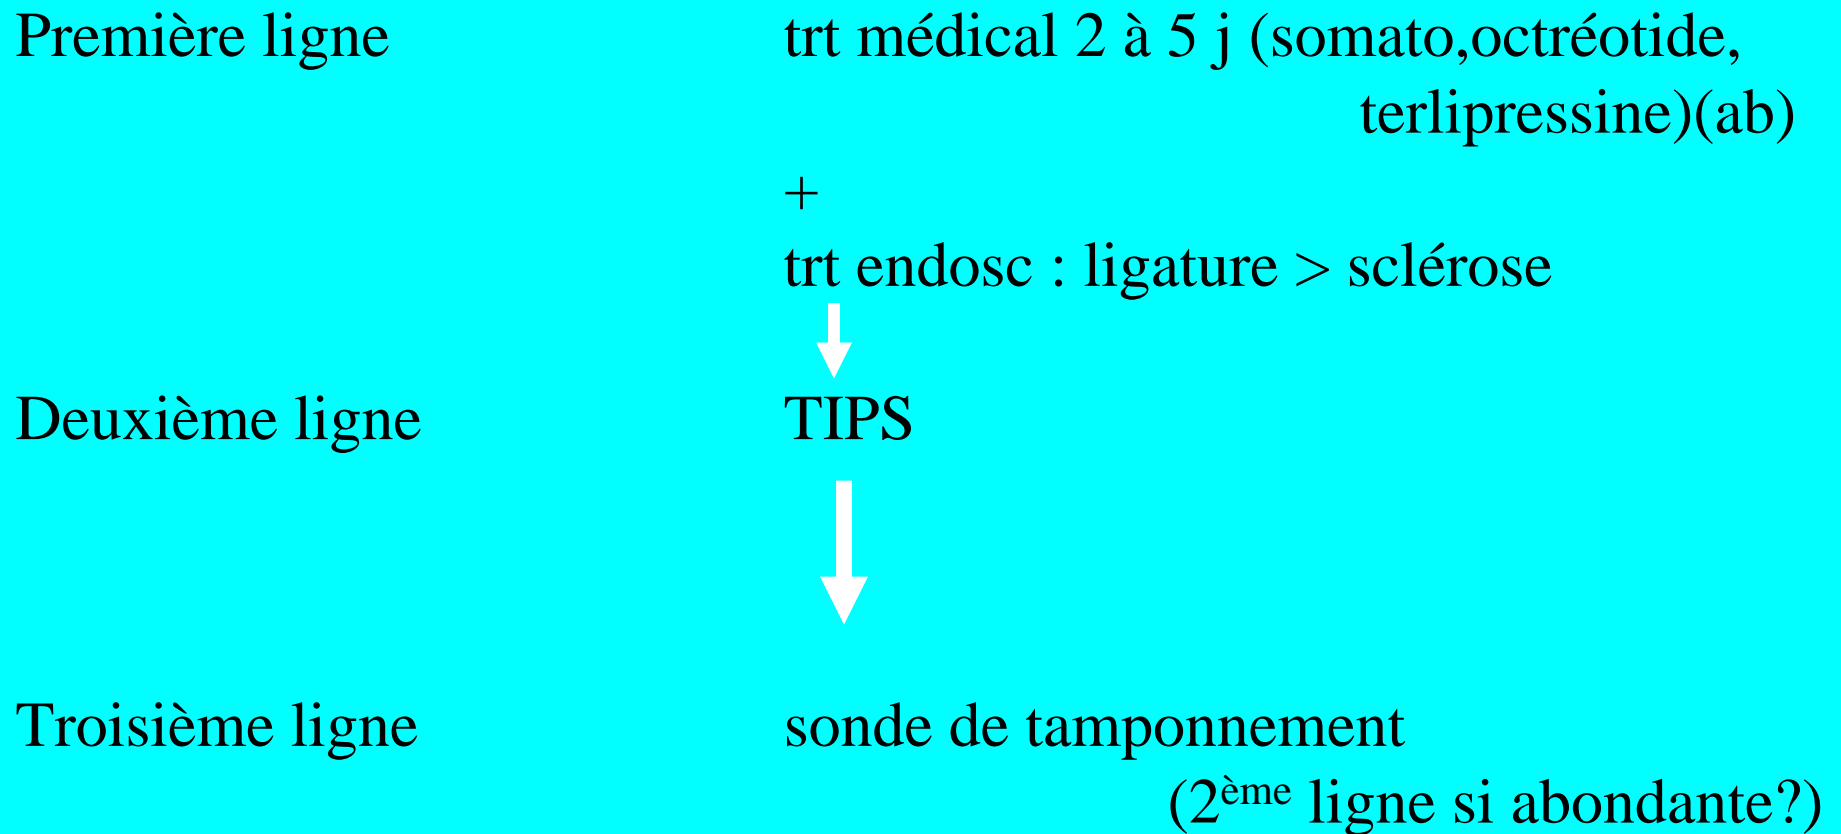 Première ligne trt médical 2 à 5 j (somato,octréotide,
terlipressine)(ab)
+
trt endosc : ligature > sclérose
Deuxième ligne TIPS
Troisième ligne sonde de tamponnement
(2ème ligne si abondante?)